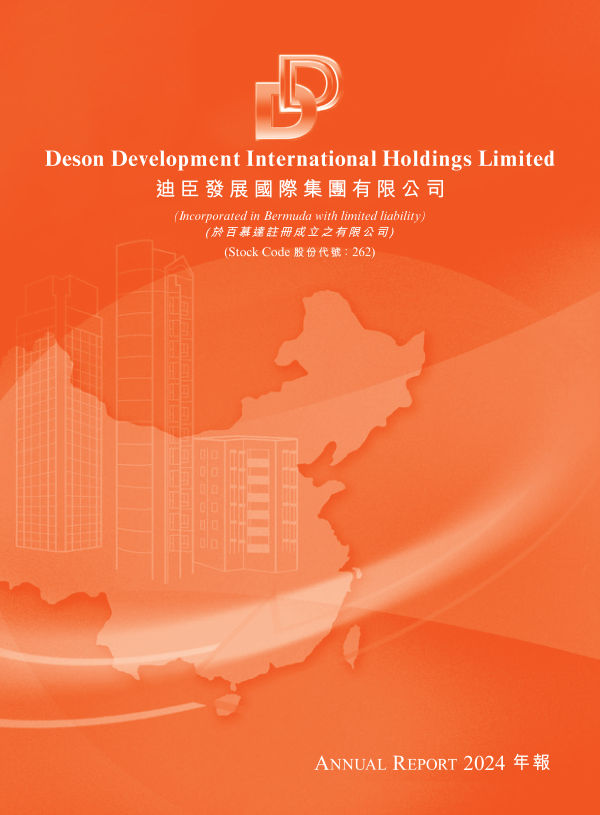 Deson Development International Holdings Limited
迪臣發展國際集團有限公司
(Incorporated in Bermuda with limited liability)
(於百慕達註冊成立之有限公司)
(Stock Code 股份代號：262)
ANNUAL REPORT 2024 年報